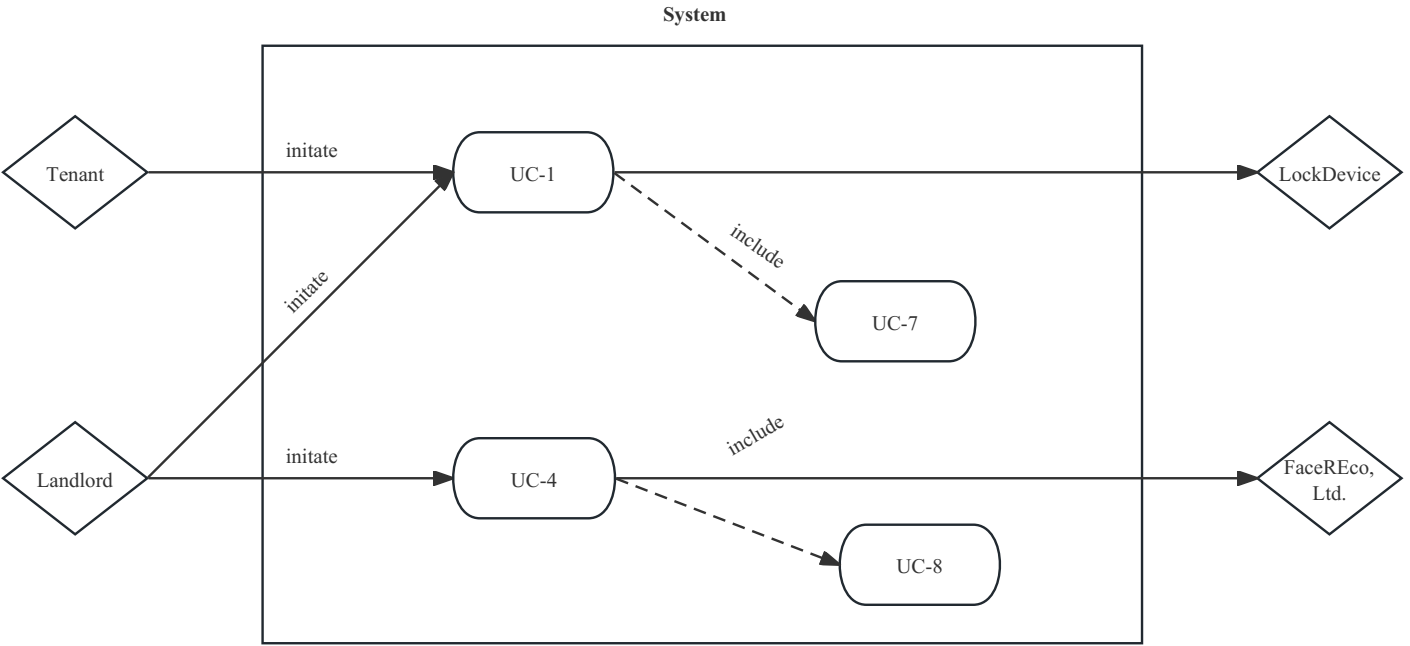 System
initate
Tenant
UC-1
LockDevice
include
initate
UC-7
include
initate
Landlord
UC-4
FaceREco,
Ltd.
UC-8